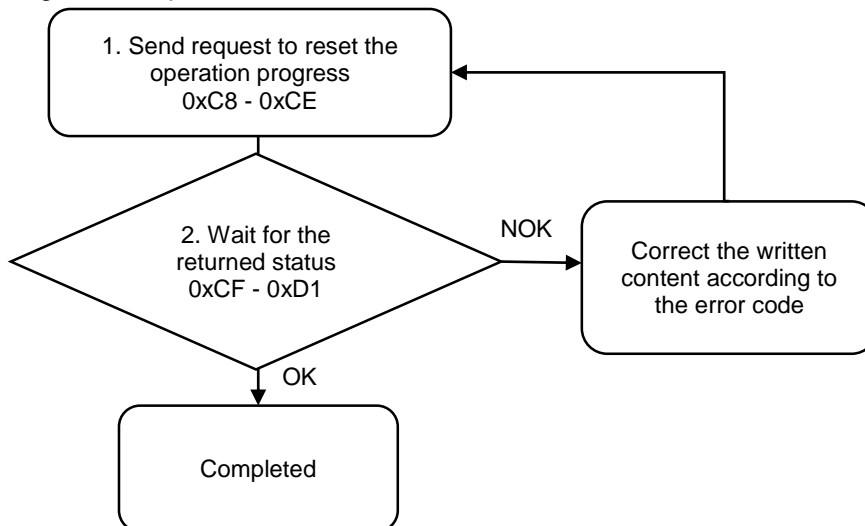 1. Send request to reset the
operation progress
0xC8 - 0xCE
2. Wait for the
returned status
0xCF - 0xD1
NOK
Correct the written
content according to
the error code
OK
Completed